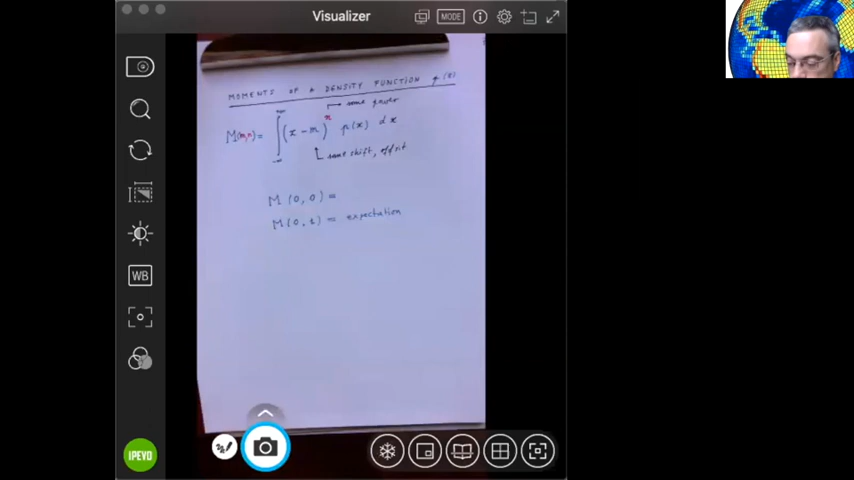 Visualizer
MODE
MOMENTS OF A DENSITY FUNCTION p(x)
some power
M(m,n) = ∫ (x - m)^n p(x) dx
+∞
-∞
some shift, offset
M (0, 0) =
M (0, 1) = expectation
WB
IPEVO